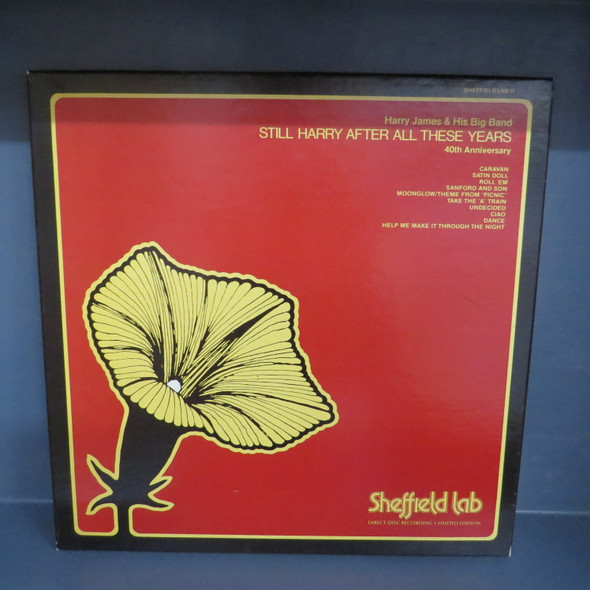 SHEFFIELD LAB 11
Harry James & His Big Band
STILL HARRY AFTER ALL THESE YEARS
40th Anniversary
CARAVAN
SATIN DOLL
ROLL 'EM
SANFORD AND SON
MOONGLOW/THEME FROM 'PICNIC'
TAKE THE 'A' TRAIN
UNDECIDED
CIAO
DANCE
HELP ME MAKE IT THROUGH THE NIGHT
Sheffield Lab
DIRECT DISC RECORDING • LIMITED EDITION